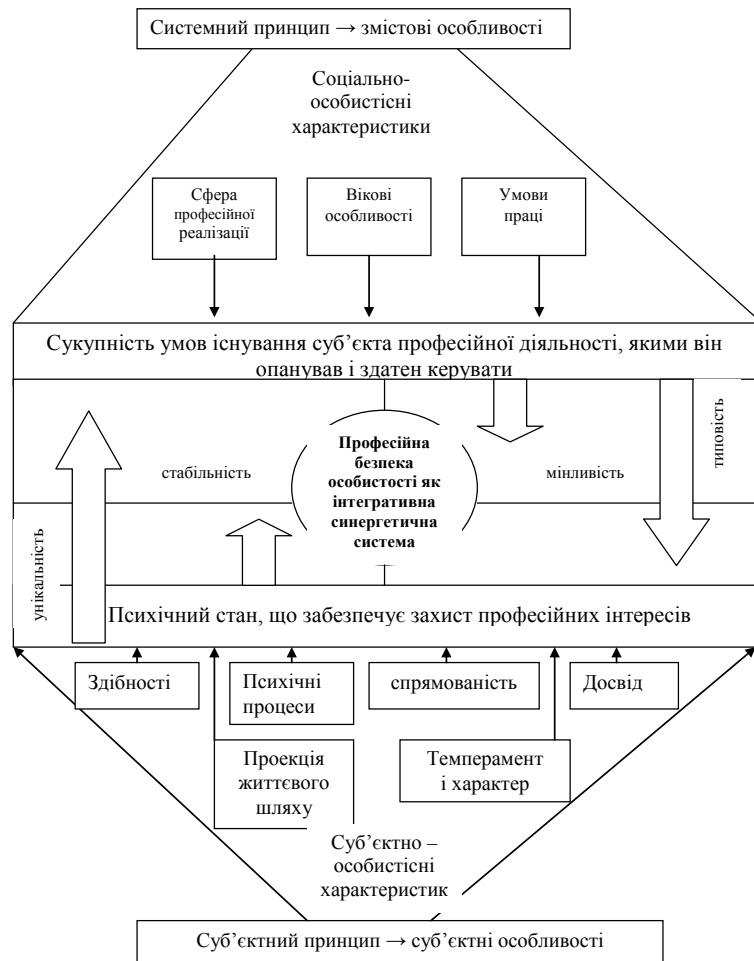 Системний принцип → змістові особливості
Соціально-
особистісні
характеристики
Сфера
професійної
реалізації
Вікові
особливості
Умови
праці
Сукупність умов існування суб’єкта професійної діяльності, якими він
опанував і здатен керувати
стабільність
Професійна
безпека
особистості як
інтегративна
синергетична
система
мінливість
типовість
унікальність
Психічний стан, що забезпечує захист професійних інтересів
Здібності
Психічні
процеси
спрямованість
Досвід
Проекція
життєвого
шляху
Темперамент
і характер
Суб’єктно –
особистісні
характеристик
Суб’єктний принцип → суб’єктні особливості